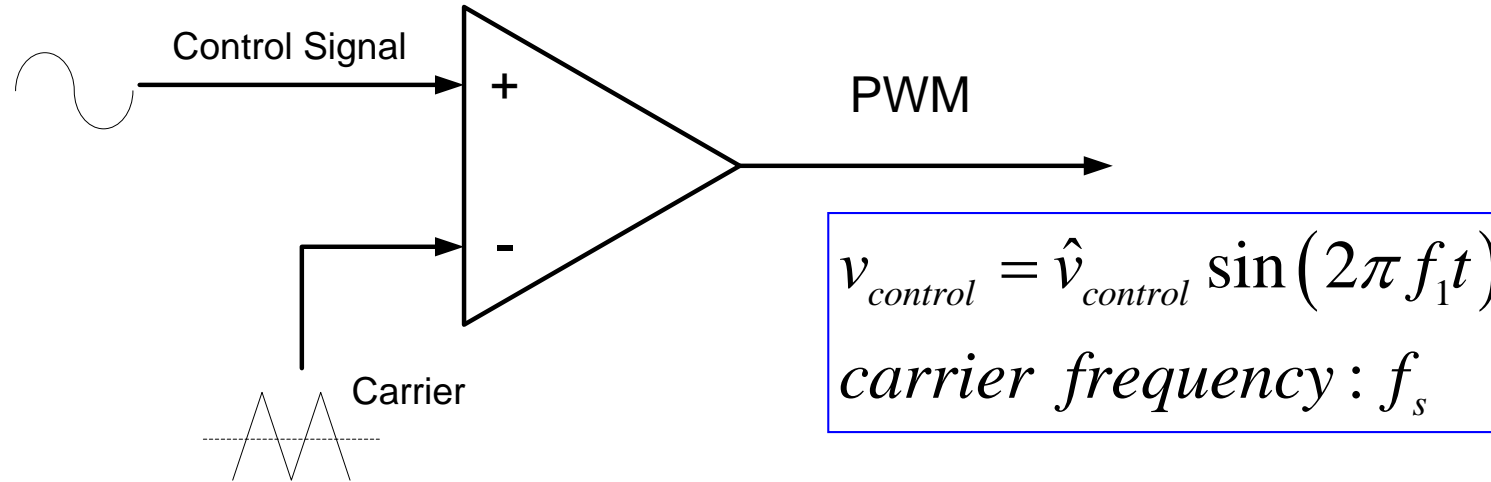 Control Signal
+
PWM
-
v_control = v̂_control sin(2πf₁t)
Carrier
carrier frequency : f_s